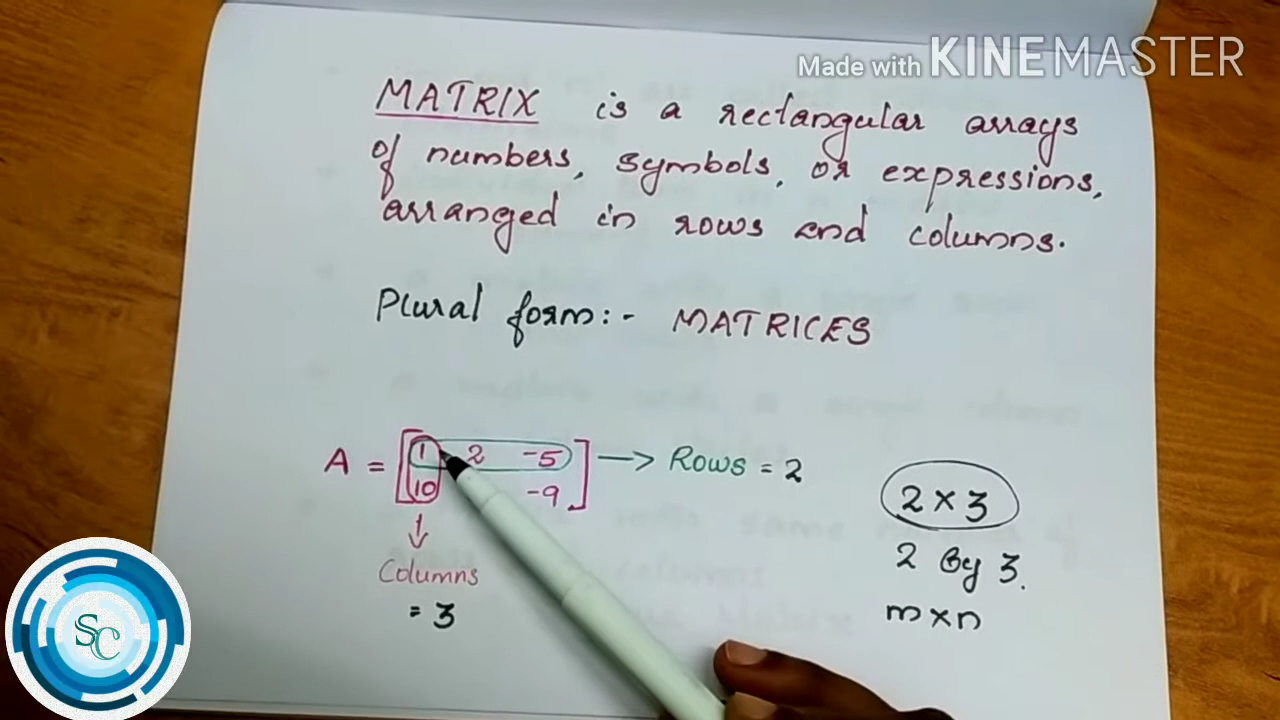 Made with KINEMASTER
MATRIX is a rectangular arrays
of numbers, symbols, or expressions,
arranged in rows and columns.
Plural form:- MATRICES
A = [1 2 -5] → Rows = 2
10 -9
↓
Columns
= 3
2 × 3
2 By 3.
m×n
SC